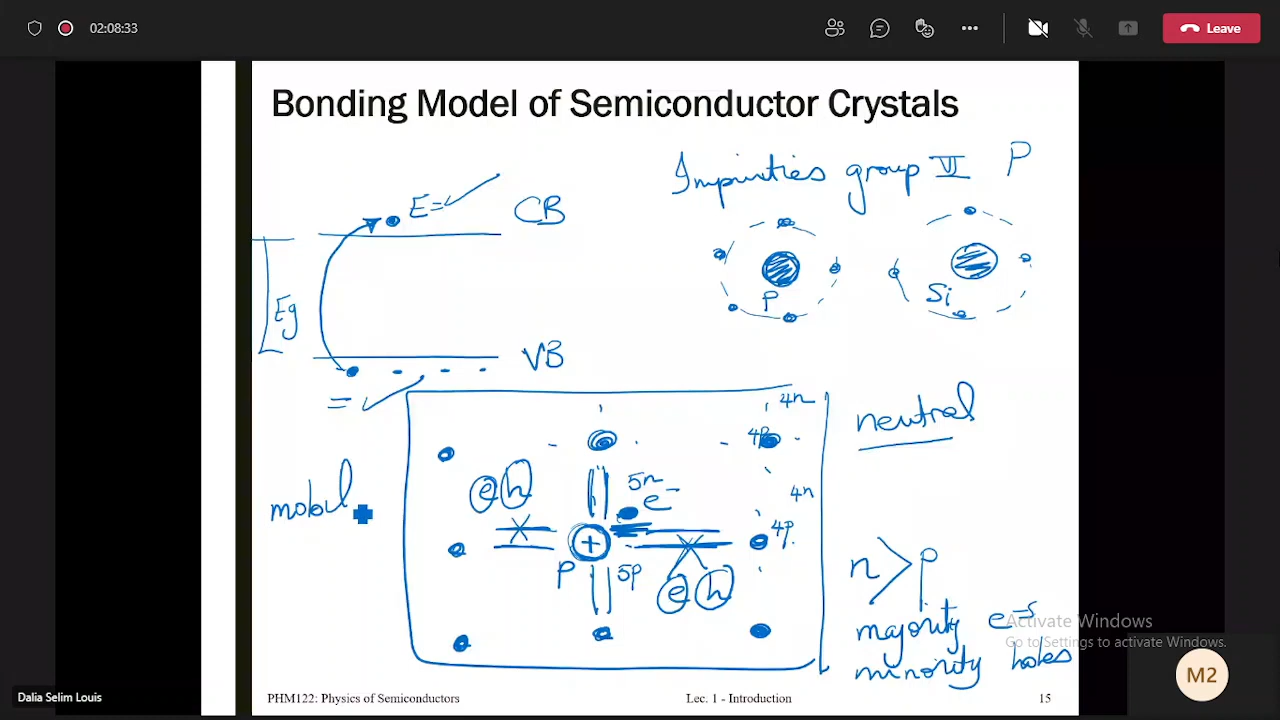 02:08:33
Leave
Bonding Model of Semiconductor Crystals
Impurities group VI P
E= CB
Eg
P
Si
VB
=
neutral
4n
4p
e h
5n
e-
4n
mobil
+
4p
P
5p
e h
n > p
majority e-s
minority holes
Activate Windows
Go to Settings to activate Windows.
M2
Dalia Selim Louis
PHM122: Physics of Semiconductors
Lec. 1 - Introduction
15